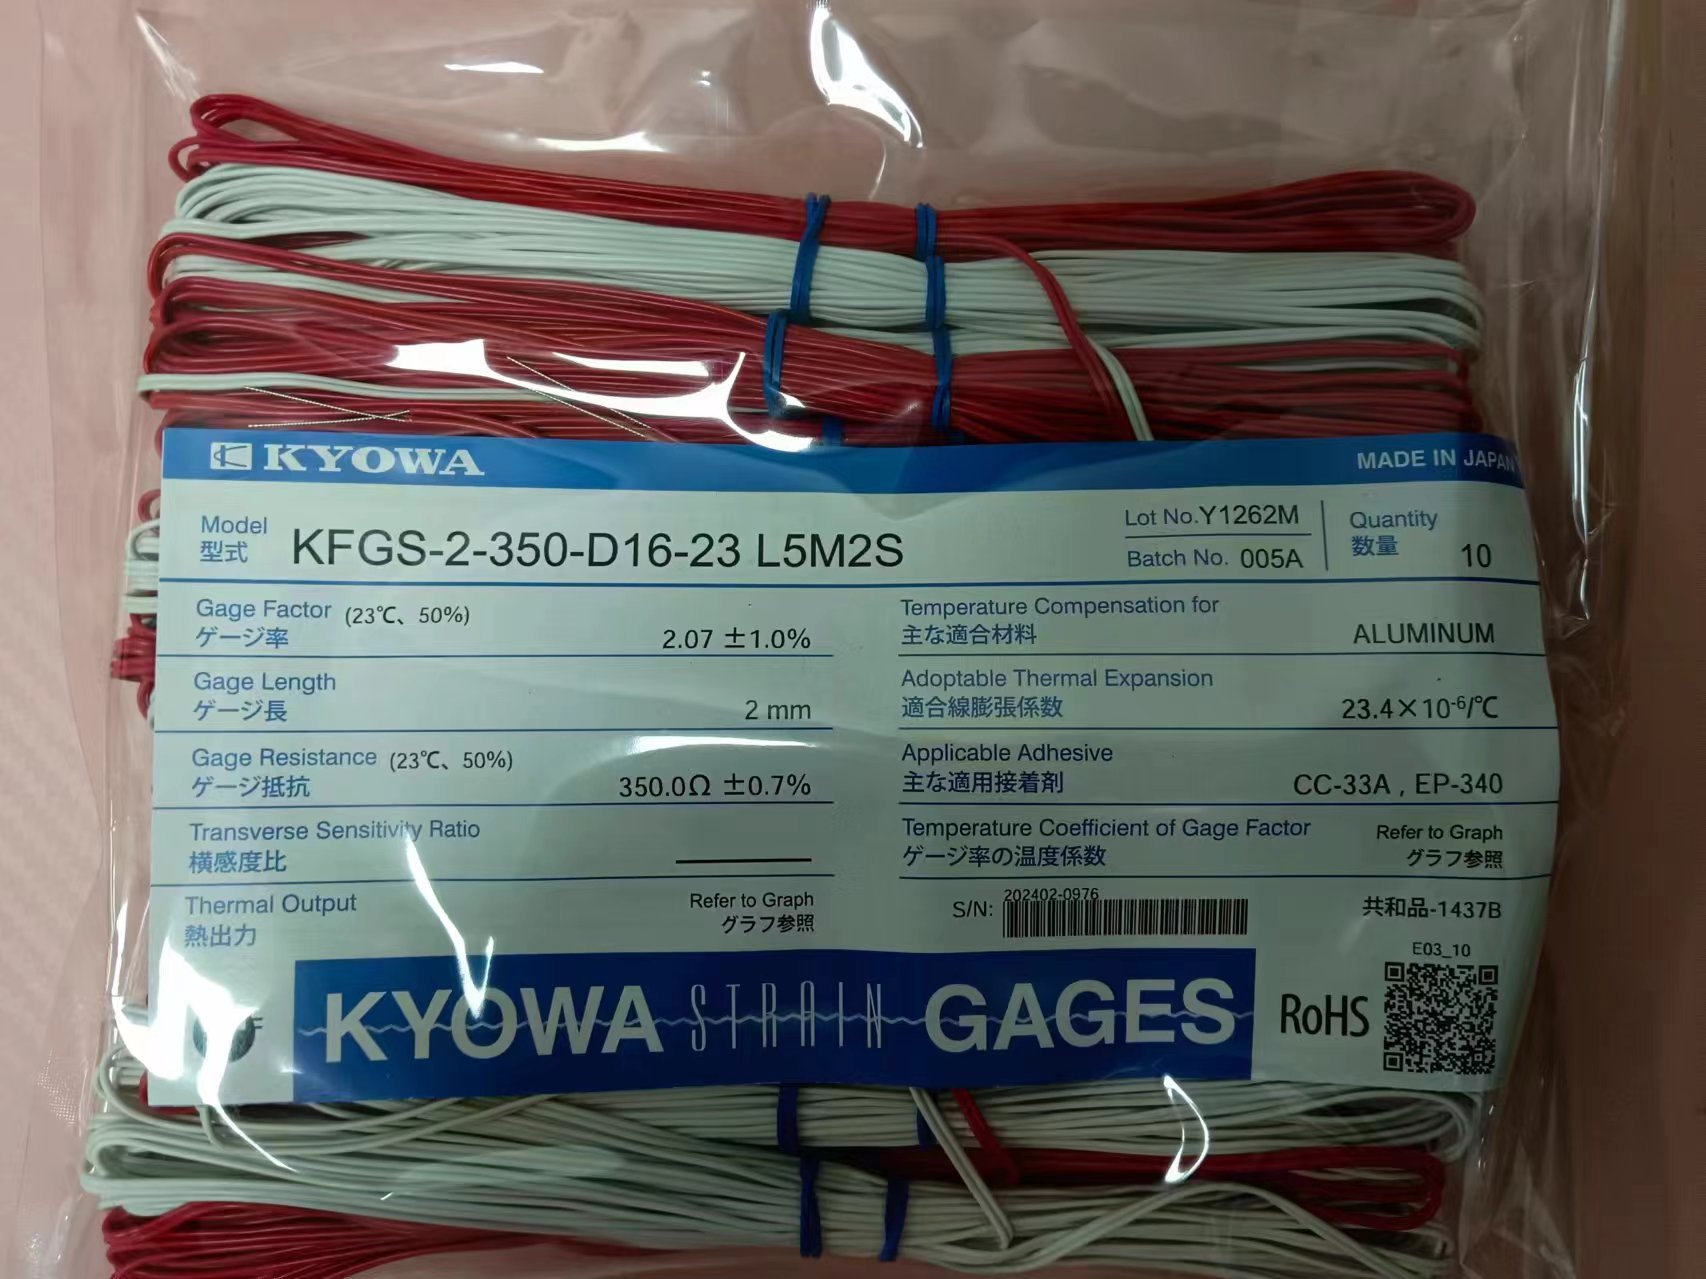 KYOWA
MADE IN JAPAN
Model
型式
KFGS-2-350-D16-23 L5M2S
Lot No.Y1262M
Batch No. 005A
Quantity
数量
10
Gage Factor (23℃、50%)
ゲージ率
2.07 ±1.0%
Gage Length
ゲージ長
2 mm
Gage Resistance (23℃、50%)
ゲージ抵抗
350.0Ω ±0.7%
Transverse Sensitivity Ratio
横感度比
Thermal Output
熱出力
Refer to Graph
グラフ参照
Temperature Compensation for
主な適合材料
ALUMINUM
Adoptable Thermal Expansion
適合線膨張係数
23.4×10⁻⁶/℃
Applicable Adhesive
主な適用接着剤
CC-33A , EP-340
Temperature Coefficient of Gage Factor
ゲージ率の温度係数
Refer to Graph
グラフ参照
S/N:
202402-0976
共和品-1437B
E03_10
KYOWA STRAIN GAGES
RoHS